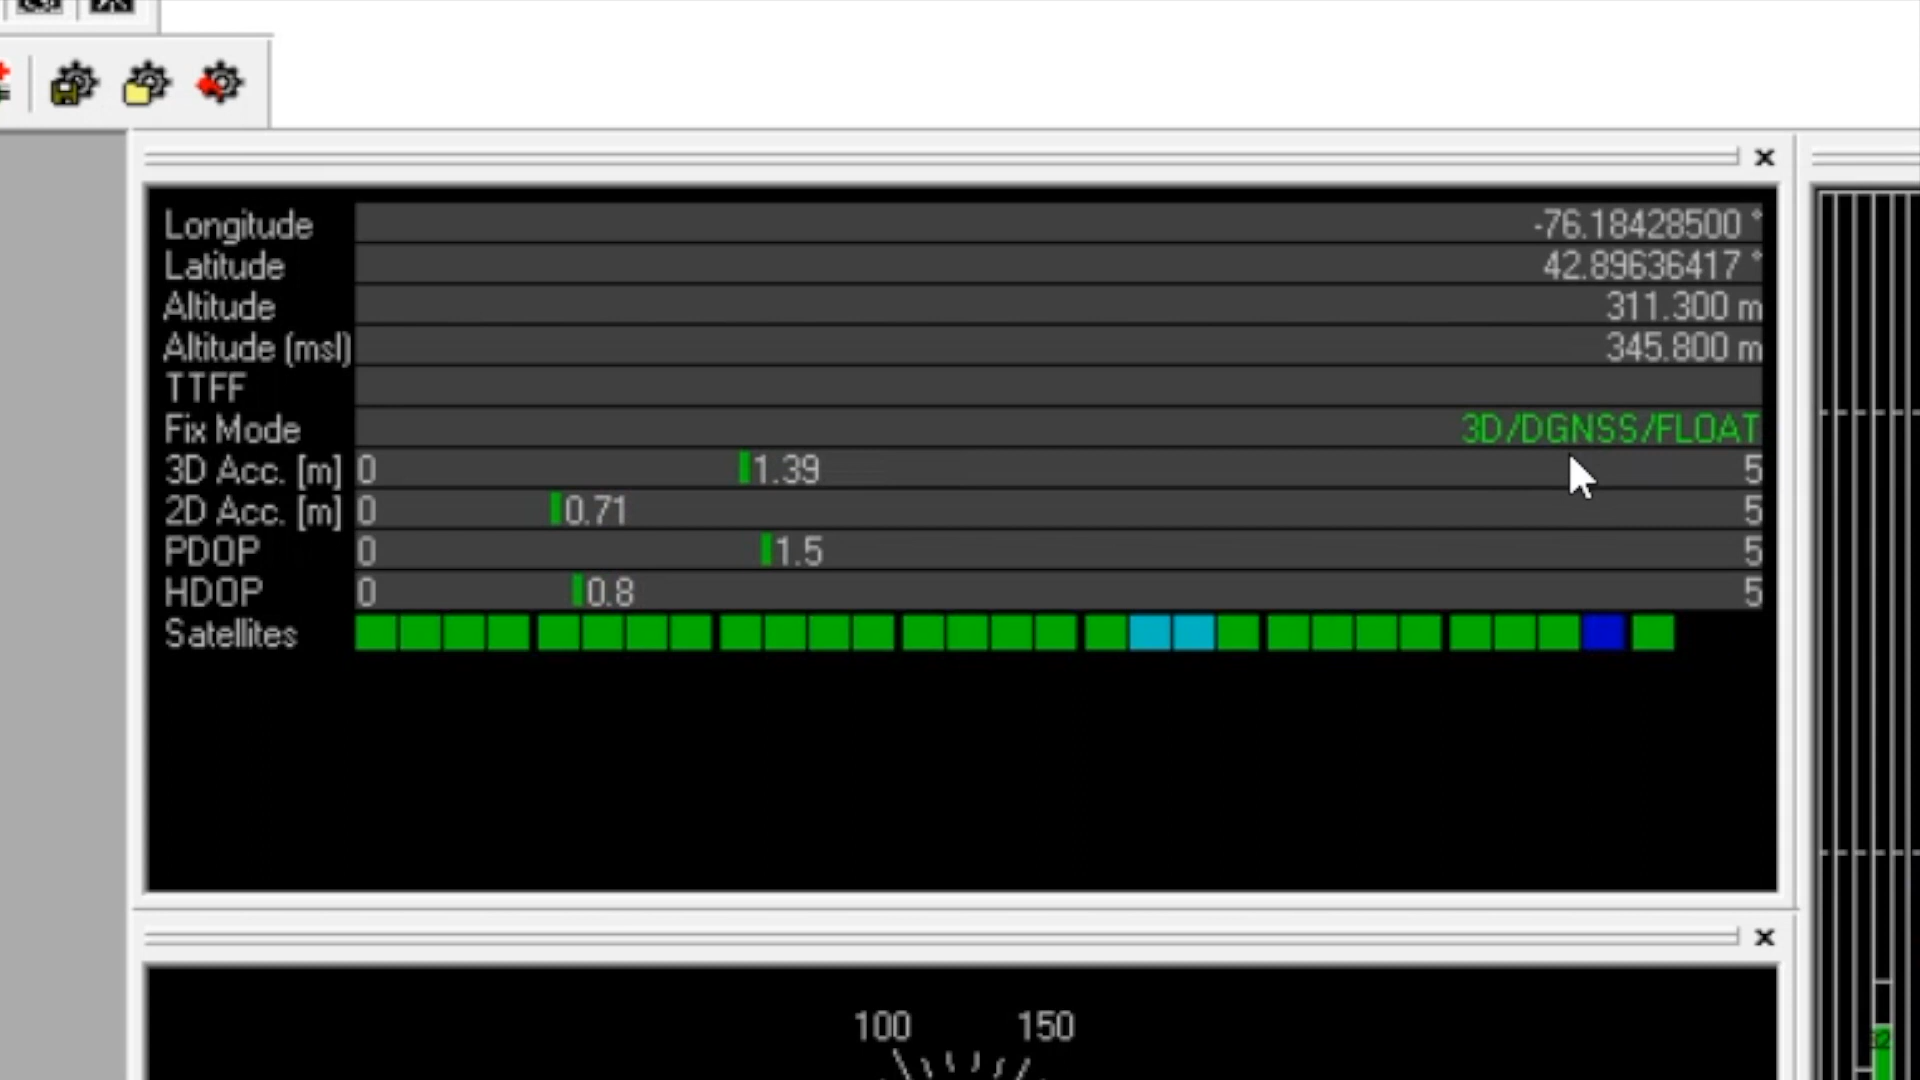 Longitude -76.18428500 °
Latitude 42.89636417 °
Altitude 311.300 m
Altitude (msl) 345.800 m
TTFF
Fix Mode 3D/DGNSS/FLOAT
3D Acc. [m] 0 1.39 5
2D Acc. [m] 0 0.71 5
PDOP 0 1.5 5
HDOP 0 0.8 5
Satellites
100 150